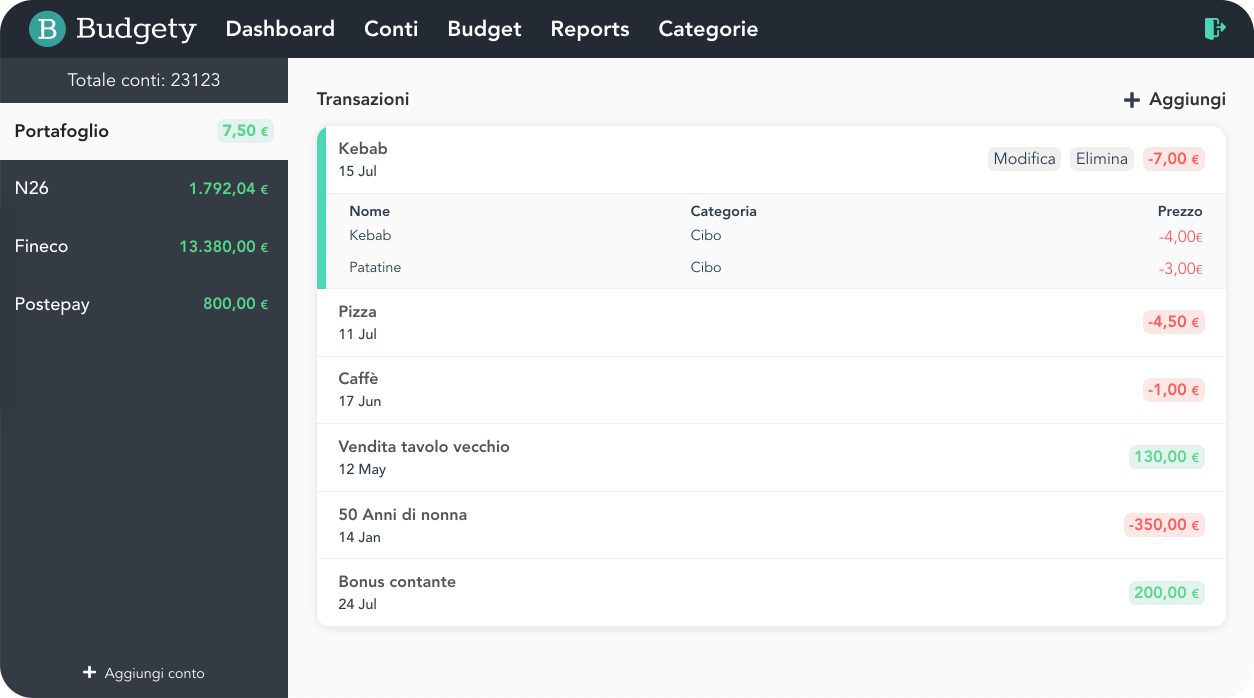 B Budgety Dashboard Conti Budget Reports Categorie
Totale conti: 23123
Portafoglio 7,50 €
N26 1.792,04 €
Fineco 13.380,00 €
Postepay 800,00 €
+ Aggiungi conto
Transazioni + Aggiungi
Kebab
15 Jul
Modifica Elimina -7,00 €
Nome Categoria Prezzo
Kebab Cibo -4,00€
Patatine Cibo -3,00€
Pizza
11 Jul
-4,50 €
Caffè
17 Jun
-1,00 €
Vendita tavolo vecchio
12 May
130,00 €
50 Anni di nonna
14 Jan
-350,00 €
Bonus contante
24 Jul
200,00 €